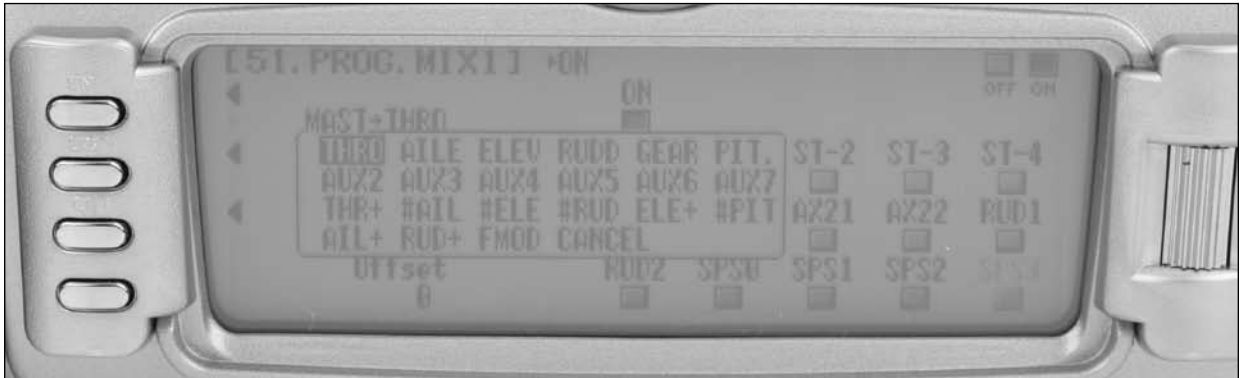 [51.PROG.MIX1] ▸ON
OFF ON
ON
MAST→THRO
THRO AILE ELEV RUDD GEAR PIT. ST-2 ST-3 ST-4
AUX2 AUX3 AUX4 AUX5 AUX6 AUX7
THR+ #AIL #ELE #RUD ELE+ #PIT AX21 AX22 RUD1
AIL+ RUD+ FMOD CANCEL
Offset RUD2 SPS0 SPS1 SPS2 SPS3
0